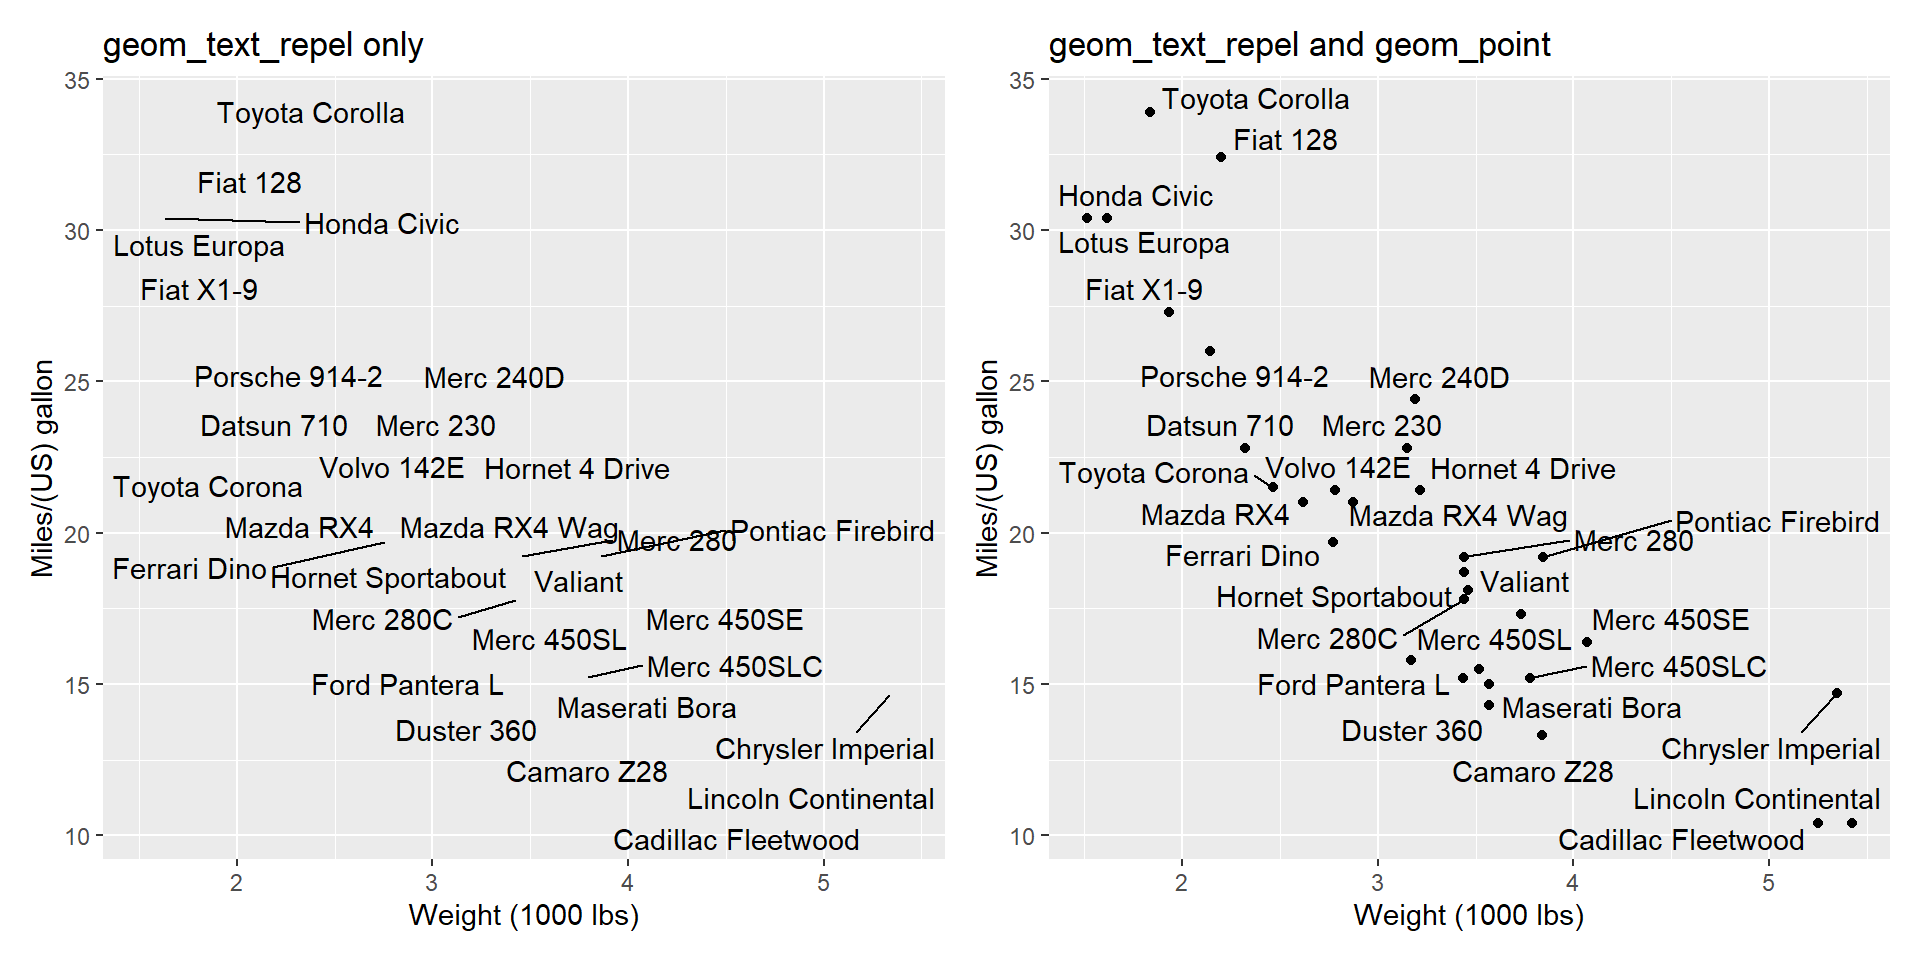 geom_text_repel only
Miles/(US) gallon
35
30
25
20
15
10
Toyota Corolla
Fiat 128
Honda Civic
Lotus Europa
Fiat X1-9
Porsche 914-2 Merc 240D
Datsun 710 Merc 230
Volvo 142E Hornet 4 Drive
Toyota Corona
Mazda RX4 Mazda RX4 Wag Pontiac Firebird
Merc 280
Ferrari Dino Hornet Sportabout Valiant
Merc 280C Merc 450SE
Merc 450SL
Merc 450SLC
Ford Pantera L
Maserati Bora
Duster 360
Chrysler Imperial
Camaro Z28
Lincoln Continental
Cadillac Fleetwood
2 3 4 5
Weight (1000 lbs)
geom_text_repel and geom_point
Miles/(US) gallon
35
30
25
20
15
10
Toyota Corolla
Fiat 128
Honda Civic
Lotus Europa
Fiat X1-9
Porsche 914-2 Merc 240D
Datsun 710 Merc 230
Toyota Corona Volvo 142E Hornet 4 Drive
Mazda RX4 Mazda RX4 Wag Pontiac Firebird
Merc 280
Ferrari Dino
Valiant
Hornet Sportabout
Merc 450SE
Merc 280C Merc 450SL
Merc 450SLC
Ford Pantera L
Maserati Bora
Duster 360
Chrysler Imperial
Camaro Z28
Lincoln Continental
Cadillac Fleetwood
2 3 4 5
Weight (1000 lbs)